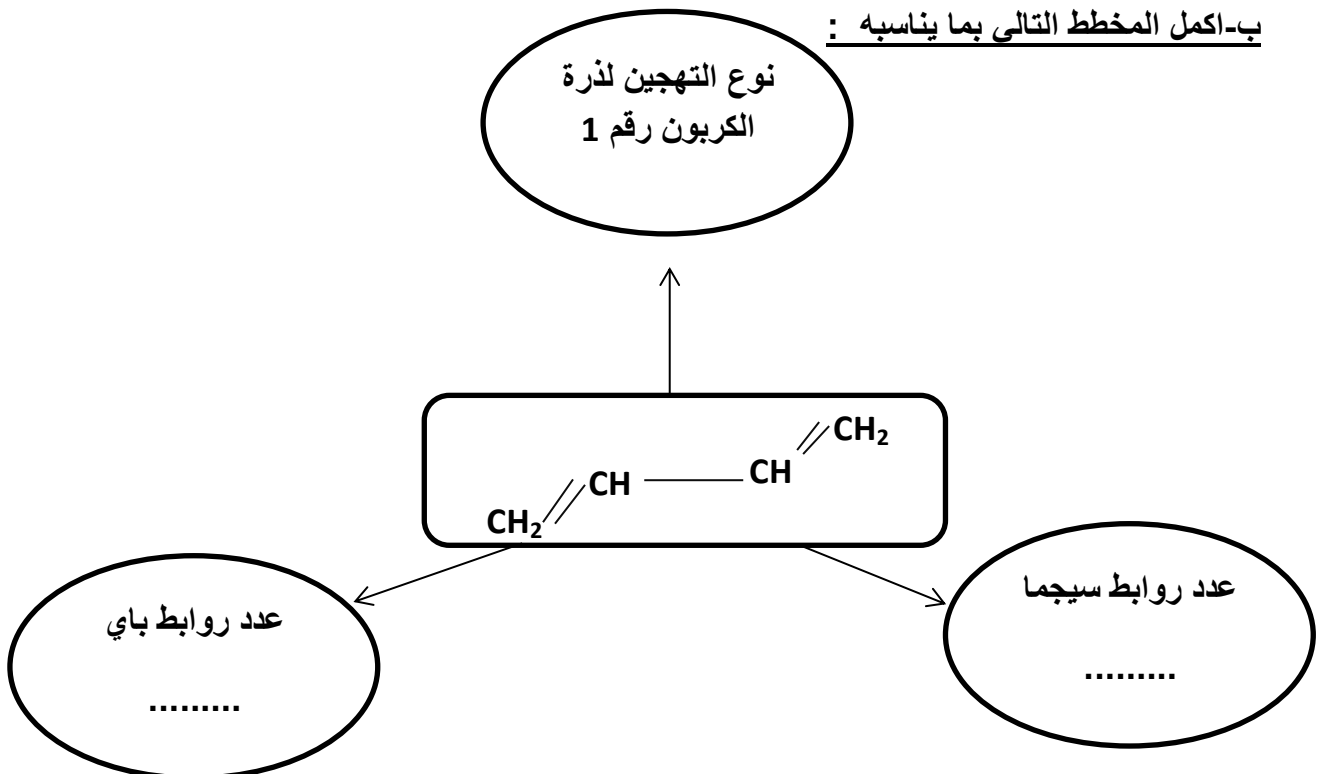 ب-اكمل المخطط التالي بما يناسبه :
نوع التهجين لذرة
الكربون رقم 1
CH₂
CH
CH
CH₂
عدد روابط سيجما
.........
عدد روابط باي
.........